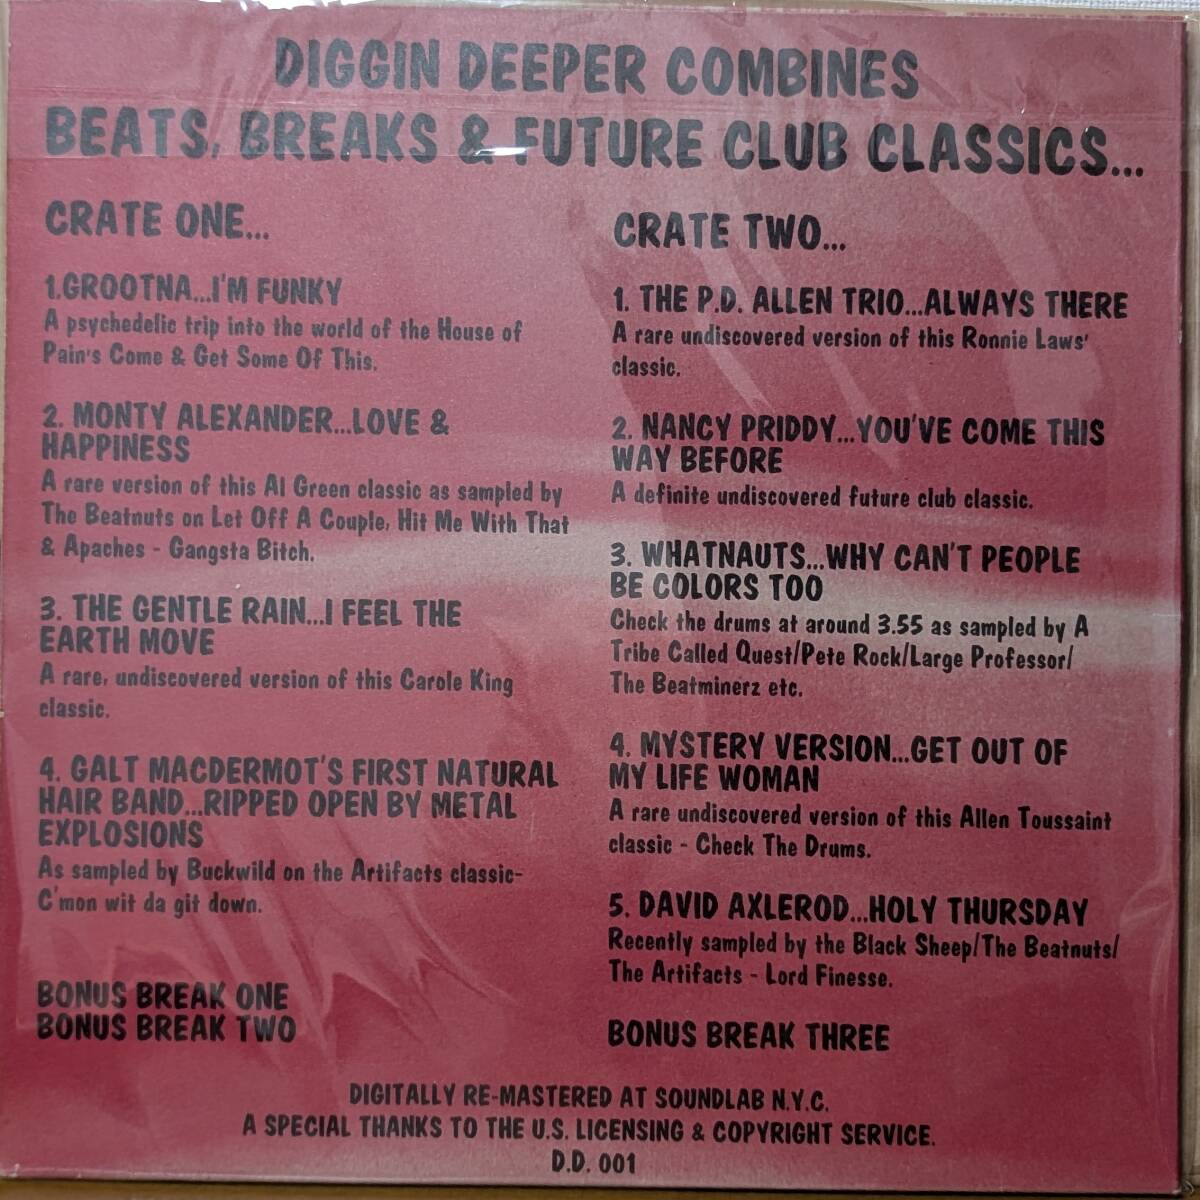 DIGGIN DEEPER COMBINES
BEATS, BREAKS & FUTURE CLUB CLASSICS...
CRATE ONE...
1.GROOTNA...I'M FUNKY
A psychedelic trip into the world of the House of
Pain's Come & Get Some Of This.
2. MONTY ALEXANDER...LOVE &
HAPPINESS
A rare version of this Al Green classic as sampled by
The Beatnuts on Let Off A Couple, Hit Me With That
& Apaches - Gangsta Bitch.
3. THE GENTLE RAIN...I FEEL THE
EARTH MOVE
A rare, undiscovered version of this Carole King
classic.
4. GALT MACDERMOT'S FIRST NATURAL
HAIR BAND...RIPPED OPEN BY METAL
EXPLOSIONS
As sampled by Buckwild on the Artifacts classic-
C'mon wit da git down.
BONUS BREAK ONE
BONUS BREAK TWO
CRATE TWO...
1. THE P.D. ALLEN TRIO...ALWAYS THERE
A rare undiscovered version of this Ronnie Laws'
classic.
2. NANCY PRIDDY...YOU'VE COME THIS
WAY BEFORE
A definite undiscovered future club classic.
3. WHATNAUTS...WHY CAN'T PEOPLE
BE COLORS TOO
Check the drums at around 3.55 as sampled by A
Tribe Called Quest/Pete Rock/Large Professor/
The Beatminerz etc.
4. MYSTERY VERSION...GET OUT OF
MY LIFE WOMAN
A rare undiscovered version of this Allen Toussaint
classic - Check The Drums.
5. DAVID AXLEROD...HOLY THURSDAY
Recently sampled by the Black Sheep/The Beatnuts/
The Artifacts - Lord Finesse.
BONUS BREAK THREE
DIGITALLY RE-MASTERED AT SOUNDLAB N.Y.C.
A SPECIAL THANKS TO THE U.S. LICENSING & COPYRIGHT SERVICE.
D.D. 001